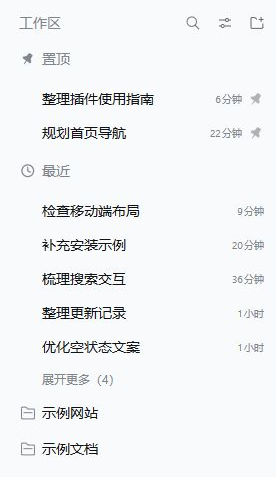 工作区
置顶
整理插件使用指南 6分钟
规划首页导航 22分钟
最近
检查移动端布局 9分钟
补充安装示例 20分钟
梳理搜索交互 36分钟
整理更新记录 1小时
优化空状态文案 1小时
展开更多（4）
示例网站
示例文档